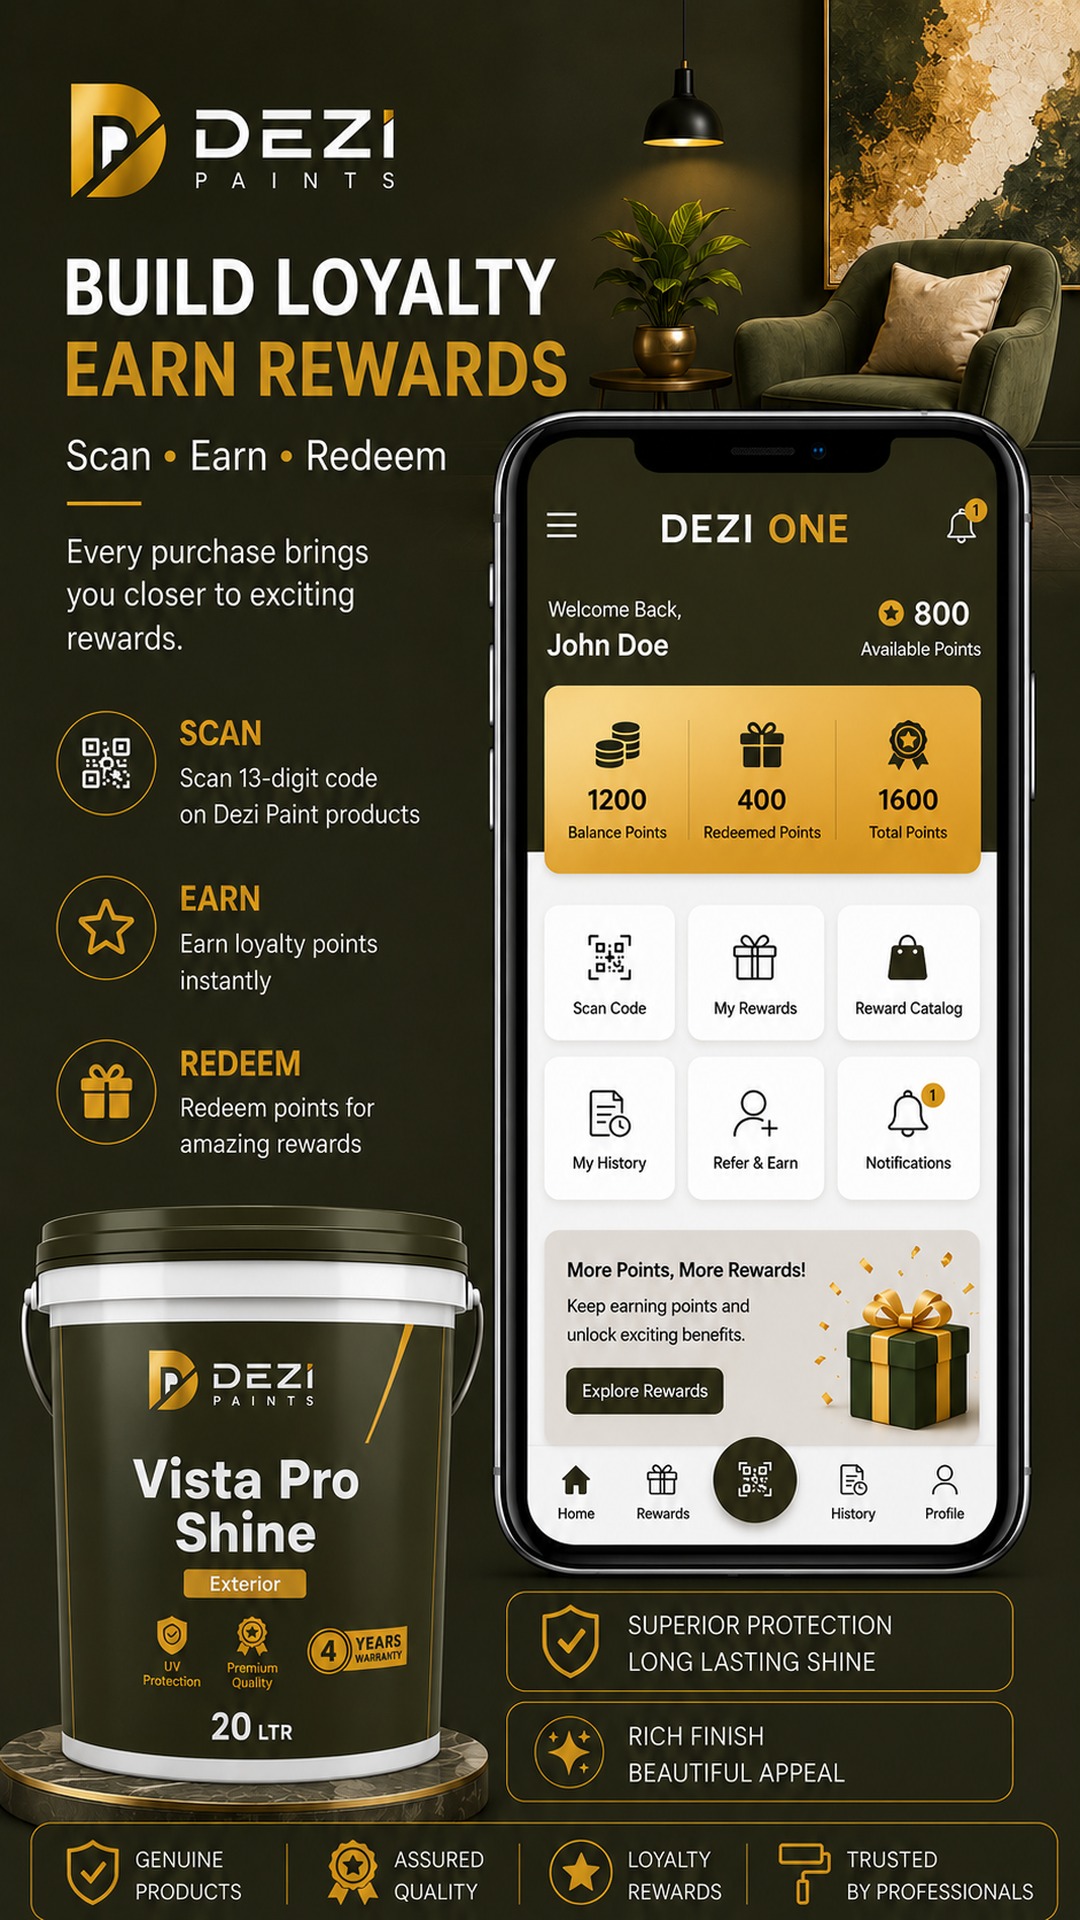 DEZI
PAINTS
BUILD LOYALTY
EARN REWARDS
Scan • Earn • Redeem
Every purchase brings
you closer to exciting
rewards.
SCAN
Scan 13-digit code
on Dezi Paint products
EARN
Earn loyalty points
instantly
REDEEM
Redeem points for
amazing rewards
DEZI ONE
1
Welcome Back,
John Doe
800
Available Points
1200
Balance Points
400
Redeemed Points
1600
Total Points
Scan Code
My Rewards
Reward Catalog
My History
Refer & Earn
1
Notifications
More Points, More Rewards!
Keep earning points and
unlock exciting benefits.
Explore Rewards
Home
Rewards
History
Profile
DEZI
PAINTS
Vista Pro
Shine
Exterior
UV
Protection
Premium
Quality
4 YEARS
WARRANTY
20 LTR
SUPERIOR PROTECTION
LONG LASTING SHINE
RICH FINISH
BEAUTIFUL APPEAL
GENUINE
PRODUCTS
ASSURED
QUALITY
LOYALTY
REWARDS
TRUSTED
BY PROFESSIONALS